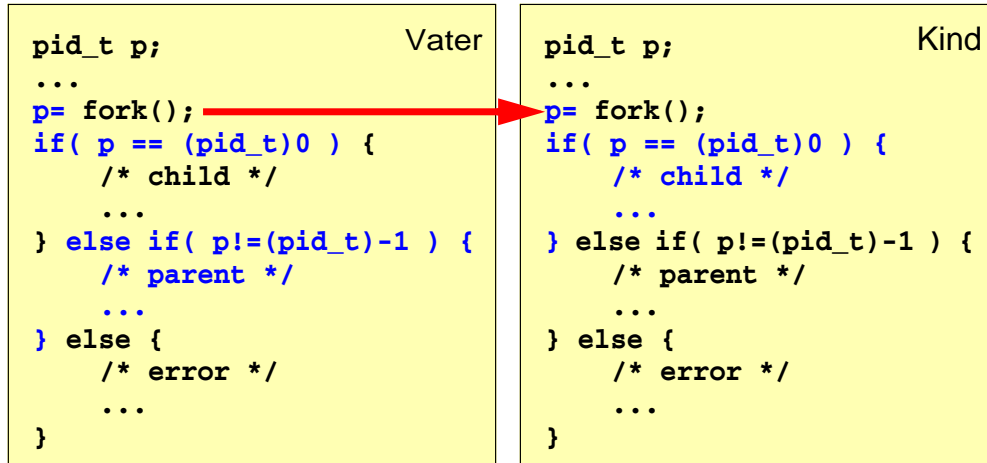 Vater
pid_t p;
...
p= fork();
if( p == (pid_t)0 ) {
    /* child */
    ...
} else if( p!=(pid_t)-1 ) {
    /* parent */
    ...
} else {
    /* error */
    ...
}
Kind
pid_t p;
...
p= fork();
if( p == (pid_t)0 ) {
    /* child */
    ...
} else if( p!=(pid_t)-1 ) {
    /* parent */
    ...
} else {
    /* error */
    ...
}